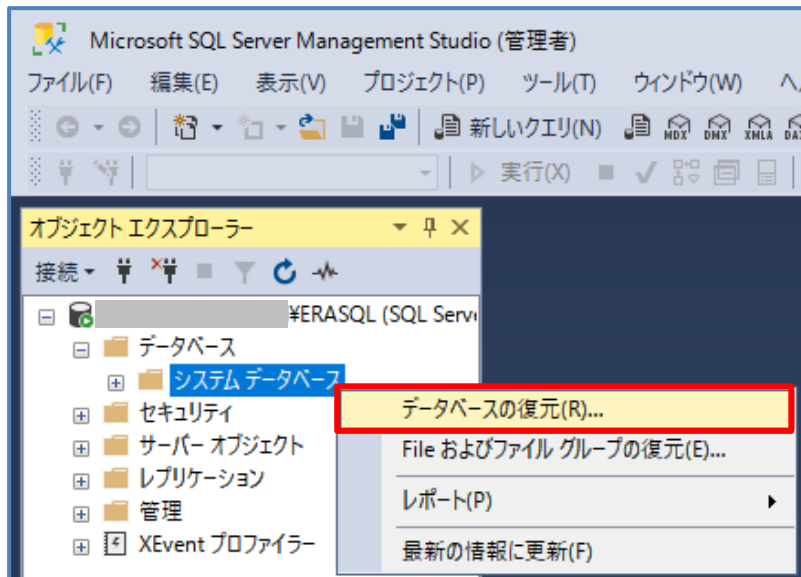 Microsoft SQL Server Management Studio (管理者)
ファイル(F) 編集(E) 表示(V) プロジェクト(P) ツール(T) ウィンドウ(W)
新しいクエリ(N) MDX DMX XMLA
実行(X)
オブジェクト エクスプローラー
接続
¥ERASQL (SQL Serv
データベース
システム データベース
セキュリティ
サーバー オブジェクト
レプリケーション
管理
XEvent プロファイラー
データベースの復元(R)...
File およびファイル グループの復元(E)...
レポート(P)
最新の情報に更新(F)